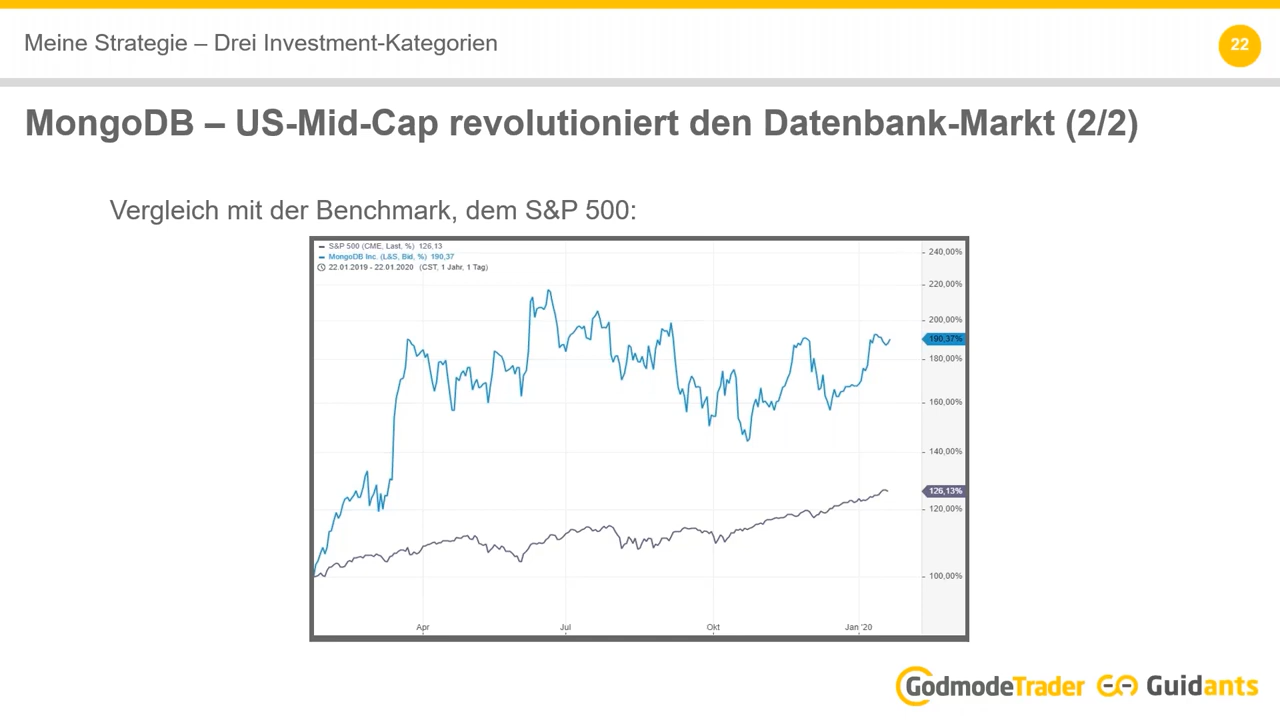 Meine Strategie – Drei Investment-Kategorien
22
MongoDB – US-Mid-Cap revolutioniert den Datenbank-Markt (2/2)
Vergleich mit der Benchmark, dem S&P 500:
S&P 500 (CME, Last, %) 126,13
MongoDB Inc. (L&S, Bid, %) 190,37
22.01.2019 - 22.01.2020 (CST, 1 Jahr, 1 Tag)
240,00%
220,00%
200,00%
190,37%
180,00%
160,00%
140,00%
126,13%
120,00%
100,00%
Apr Jul Okt Jan '20
GodmodeTrader Guidants